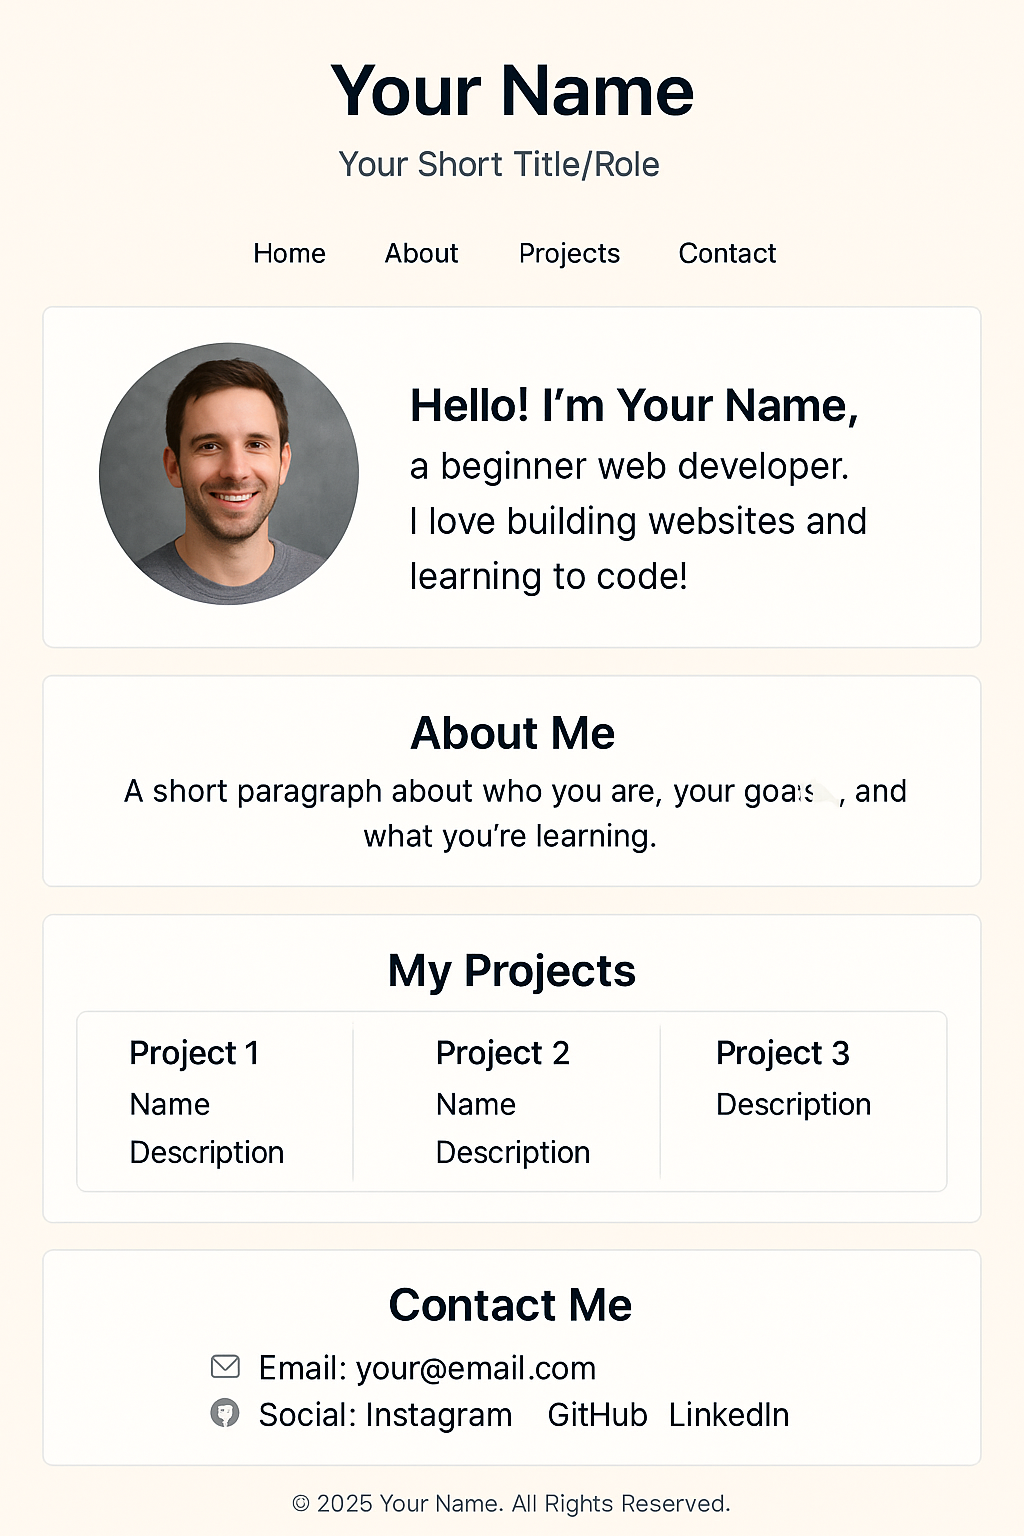 Your Name
Your Short Title/Role
Home About Projects Contact
Hello! I’m Your Name,
a beginner web developer.
I love building websites and
learning to code!
About Me
A short paragraph about who you are, your , and
what you’re learning.
My Projects
Project 1
Name
Description
Project 2
Name
Description
Project 3
Description
Contact Me
Email: your@email.com
Social: Instagram GitHub LinkedIn
© 2025 Your Name. All Rights Reserved.